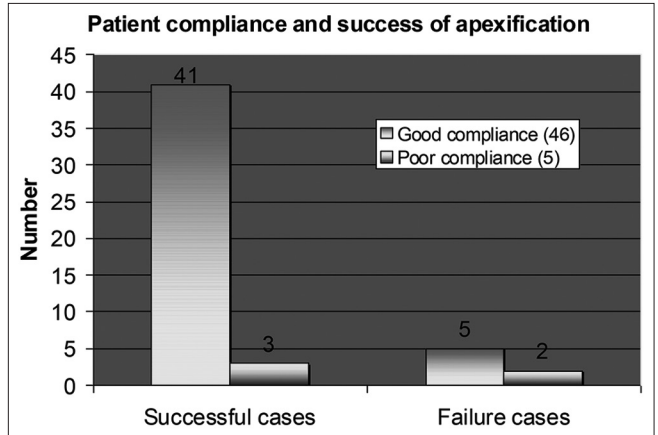 Patient compliance and success of apexification
Number
45
40
35
30
25
20
15
10
5
0
41
3
5
2
Good compliance (46)
Poor compliance (5)
Successful cases
Failure cases